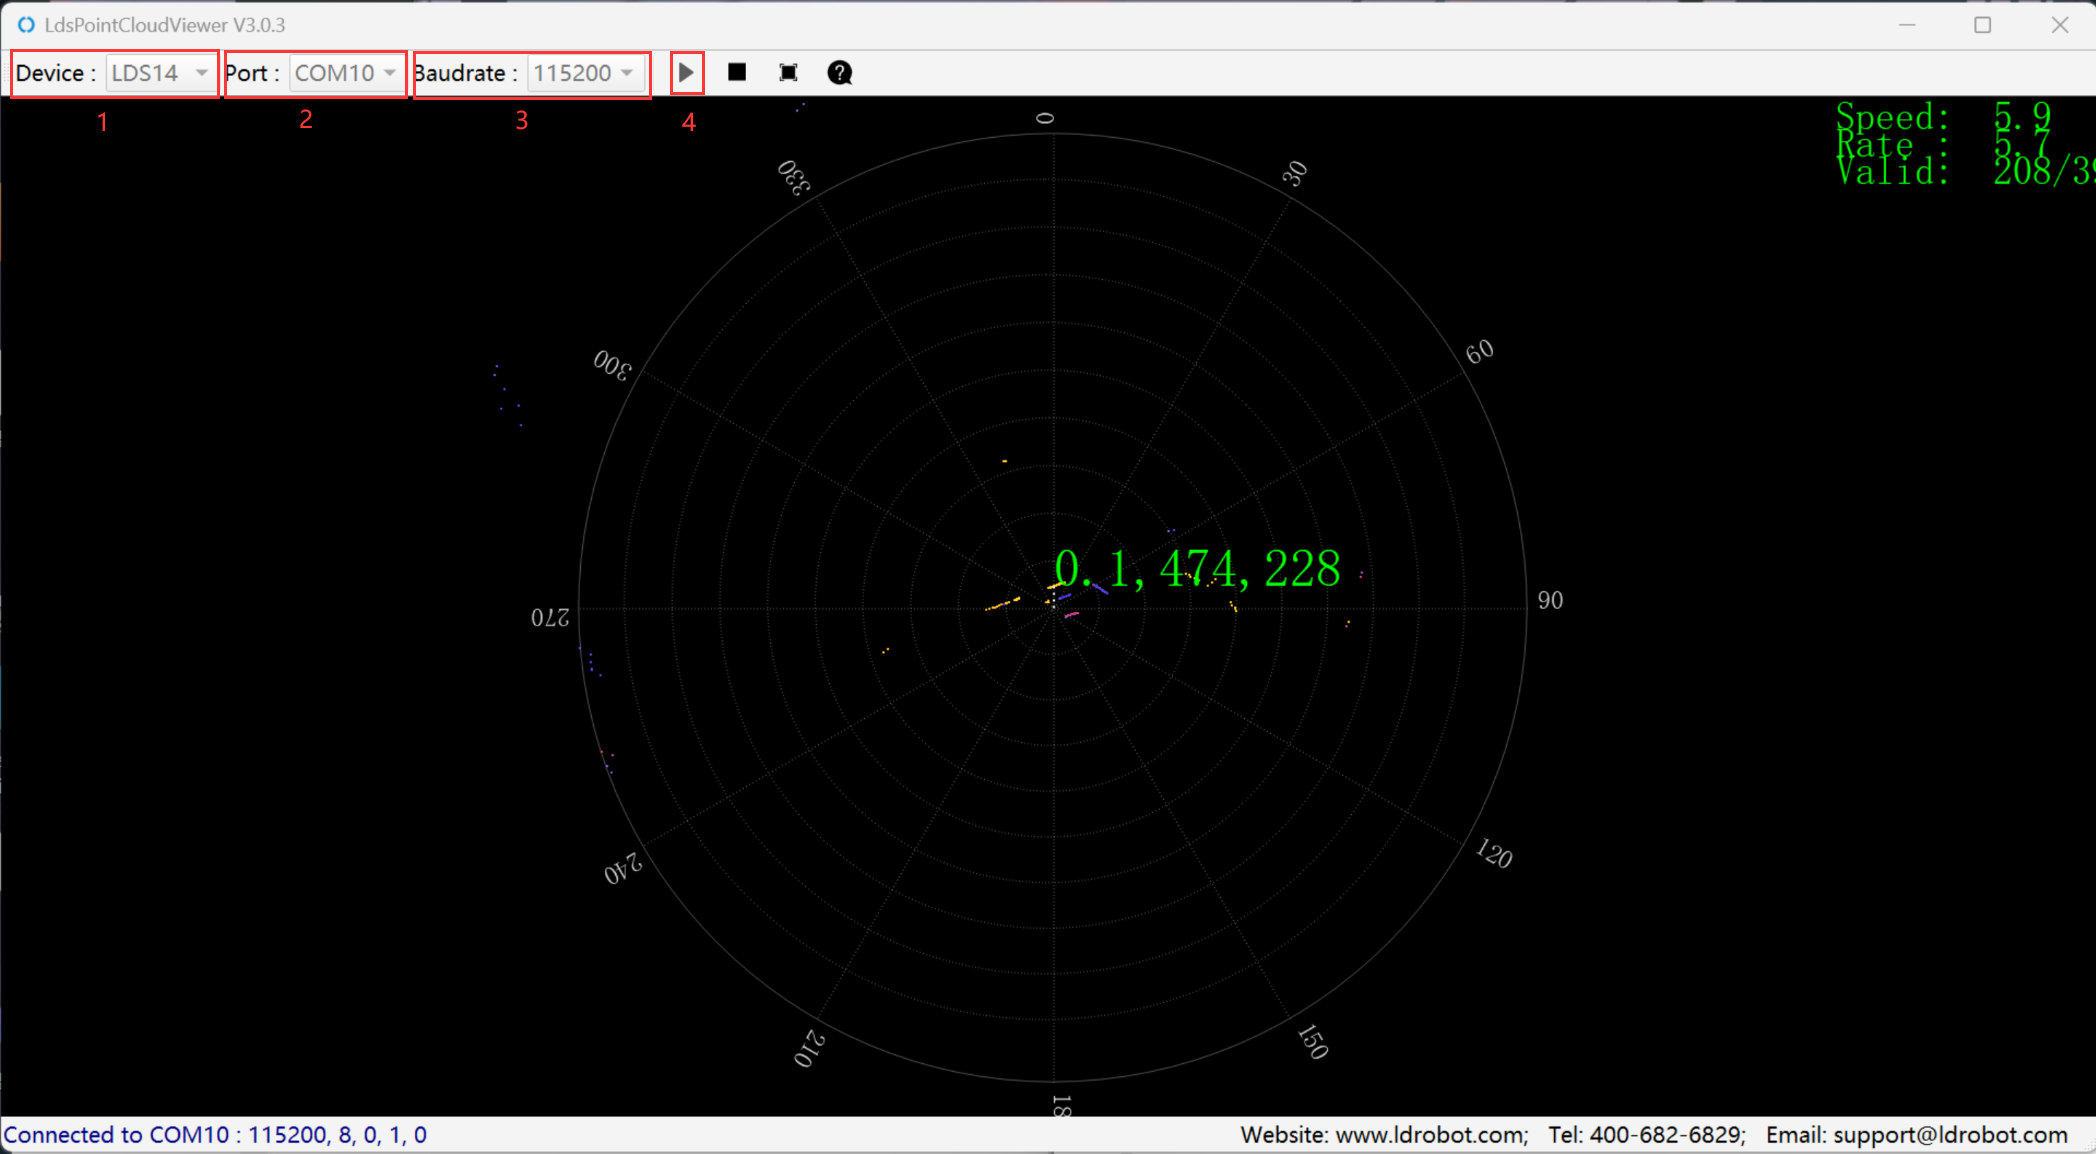 LdsPointCloudViewer V3.0.3
Device : LDS14 Port : COM10 Baudrate : 115200
1 2 3 4
Speed: 5.9
Rate : 5.7
Valid: 208/39
0
330 30
300 60
0.1,474,228
270 90
240 120
210 150
18
Connected to COM10 : 115200, 8, 0, 1, 0 Website: www.ldrobot.com; Tel: 400-682-6829; Email: support@ldrobot.com